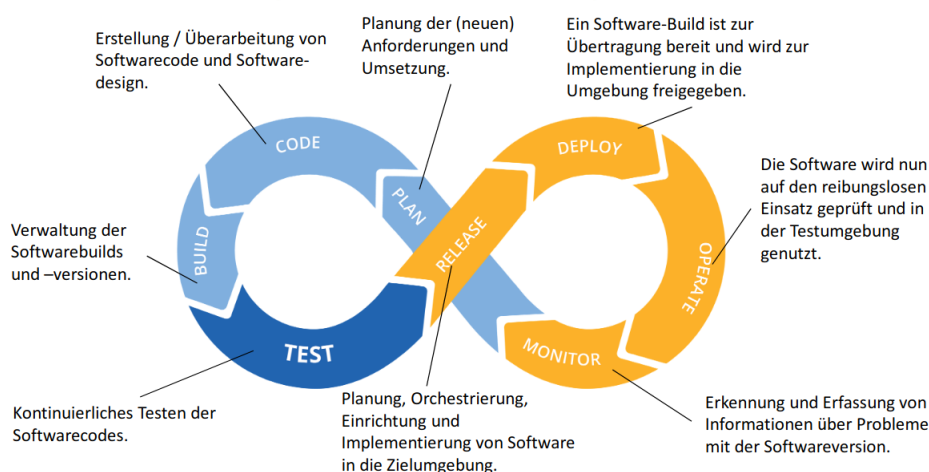 Erstellung / Überarbeitung von
Softwarecode und Software-
design.
Planung der (neuen)
Anforderungen und
Umsetzung.
Ein Software-Build ist zur
Übertragung bereit und wird zur
Implementierung in die
Umgebung freigegeben.
CODE
DEPLOY
PLAN
RELEASE
Die Software wird nun
auf den reibungslosen
Einsatz geprüft und in
der Testumgebung
genutzt.
Verwaltung der
Softwarebuilds
und –versionen.
BUILD
OPERATE
TEST
MONITOR
Kontinuierliches Testen der
Softwarecodes.
Planung, Orchestrierung,
Einrichtung und
Implementierung von Software
in die Zielumgebung.
Erkennung und Erfassung von
Informationen über Probleme
mit der Softwareversion.